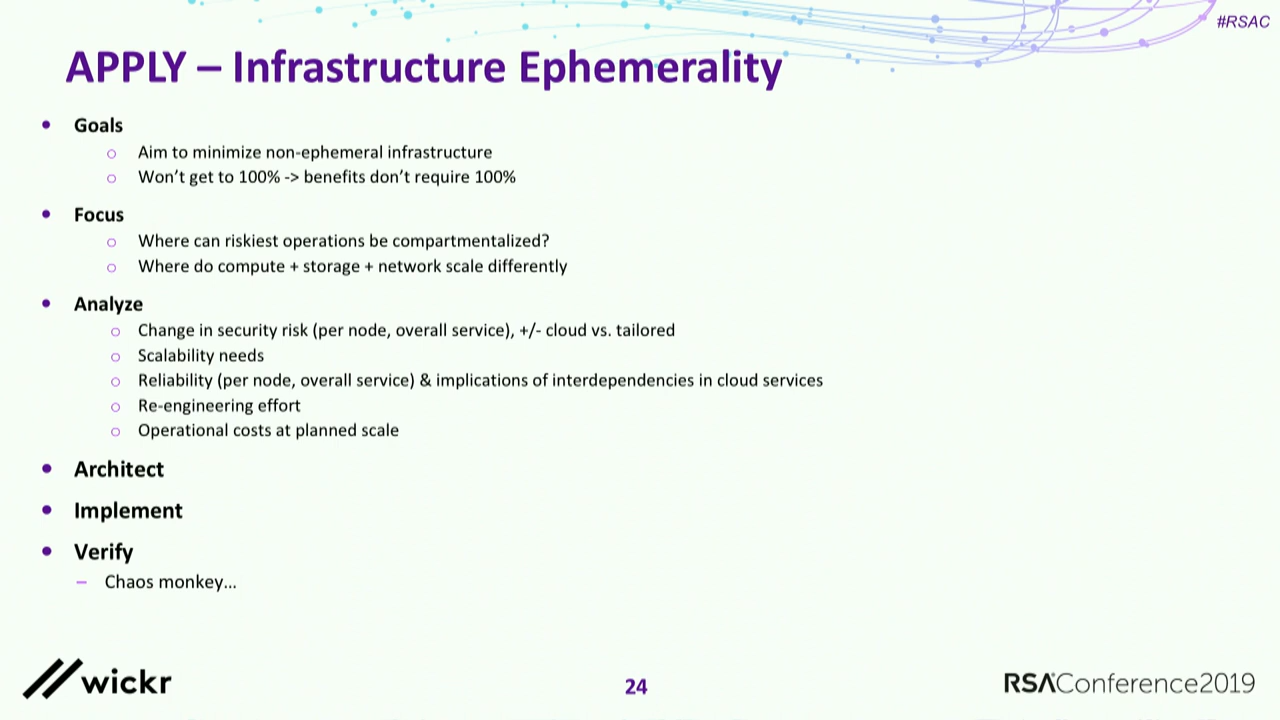 #RSAC
APPLY – Infrastructure Ephemerality
• Goals
○ Aim to minimize non-ephemeral infrastructure
○ Won’t get to 100% -> benefits don’t require 100%
• Focus
○ Where can riskiest operations be compartmentalized?
○ Where do compute + storage + network scale differently
• Analyze
○ Change in security risk (per node, overall service), +/- cloud vs. tailored
○ Scalability needs
○ Reliability (per node, overall service) & implications of interdependencies in cloud services
○ Re-engineering effort
○ Operational costs at planned scale
• Architect
• Implement
• Verify
– Chaos monkey...
wickr
24
RSAConference2019